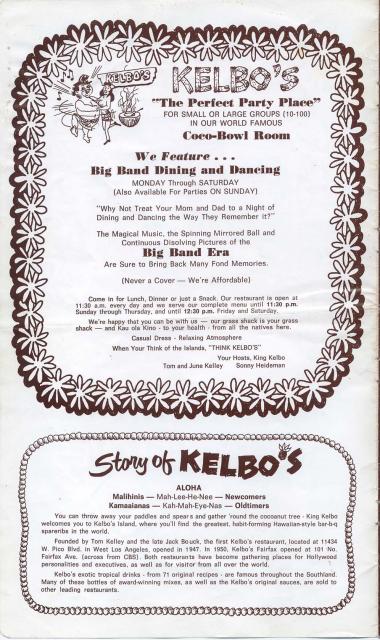 KELBO'S
KELBO'S
"The Perfect Party Place"
FOR SMALL OR LARGE GROUPS (10-100)
IN OUR WORLD FAMOUS
Coco-Bowl Room
We Feature . . .
Big Band Dining and Dancing
MONDAY Through SATURDAY
(Also Available For Parties ON SUNDAY)
"Why Not Treat Your Mom and Dad to a Night of
Dining and Dancing the Way They Remember it?"
The Magical Music, the Spinning Mirrored Ball and
Continuous Disolving Pictures of the
Big Band Era
Are Sure to Bring Back Many Fond Memories.
(Never a Cover — We're Affordable)
Come in for Lunch, Dinner or just a Snack. Our restaurant is open at
11:30 a.m. every day and we serve our complete menu until 11:30 p.m.
Sunday through Thursday, and until 12:30 p.m. Friday and Saturday.
We're happy that you can be with us — our grass shack is your grass
shack — and Kau ola Kino - to your health - from all the natives here.
Casual Dress - Relaxing Atmosphere
When Your Think of the Islands, "THINK KELBO'S"
Your Hosts, King Kelbo
Tom and June Kelley Sonny Heideman
Story of KELBO'S
ALOHA
Malihinis — Mah-Lee-He-Nee — Newcomers
Kamaaianas — Kah-Mah-Eye-Nas — Oldtimers
You can throw away your paddles and spears and gather 'round the cocoanut tree - King Kelbo
welcomes you to Kelbo's Island, where you'll find the greatest, habit-forming Hawaiian-style bar-b-q
spareribs in the world.
Founded by Tom Kelley and the late Jack Bouck, the first Kelbo's restaurant, located at 11434
W. Pico Blvd. in West Los Angeles, opened in 1947. In 1950, Kelbo's Fairfax opened at 101 No.
Fairfax Ave. (across from CBS). Both restaurants have become gathering places for Hollywood
personalities and executives, as well as for visitor from all over the world.
Kelbo's exotic tropical drinks - from 71 original recipes - are famous throughout the Southland.
Many of these bottles of award-winning mixes, as well as the Kelbo's original sauces, are sold to
other leading restaurants.